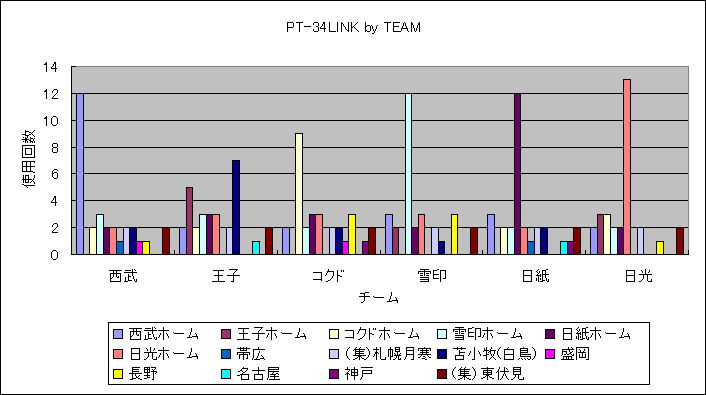 PT-34LINK by TEAM
使用回数
14
12
10
8
6
4
2
0
西武 王子 コクド 雪印 日紙 日光
チーム
西武ホーム 王子ホーム コクドホーム 雪印ホーム 日紙ホーム
日光ホーム 帯広 (集)札幌月寒 苫小牧(白鳥) 盛岡
長野 名古屋 神戸 (集)東伏見